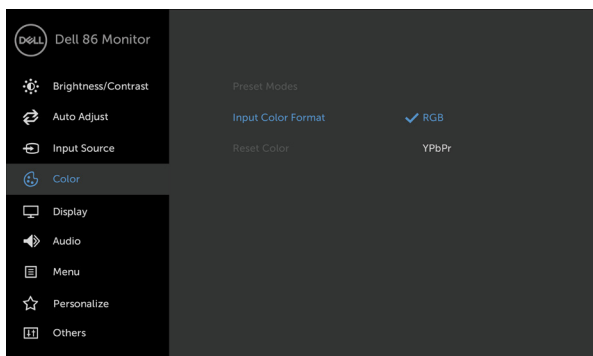 DELL Dell 86 Monitor
Brightness/Contrast
Preset Modes
Auto Adjust
Input Color Format
RGB
Input Source
Reset Color
YPbPr
Color
Display
Audio
Menu
Personalize
Others